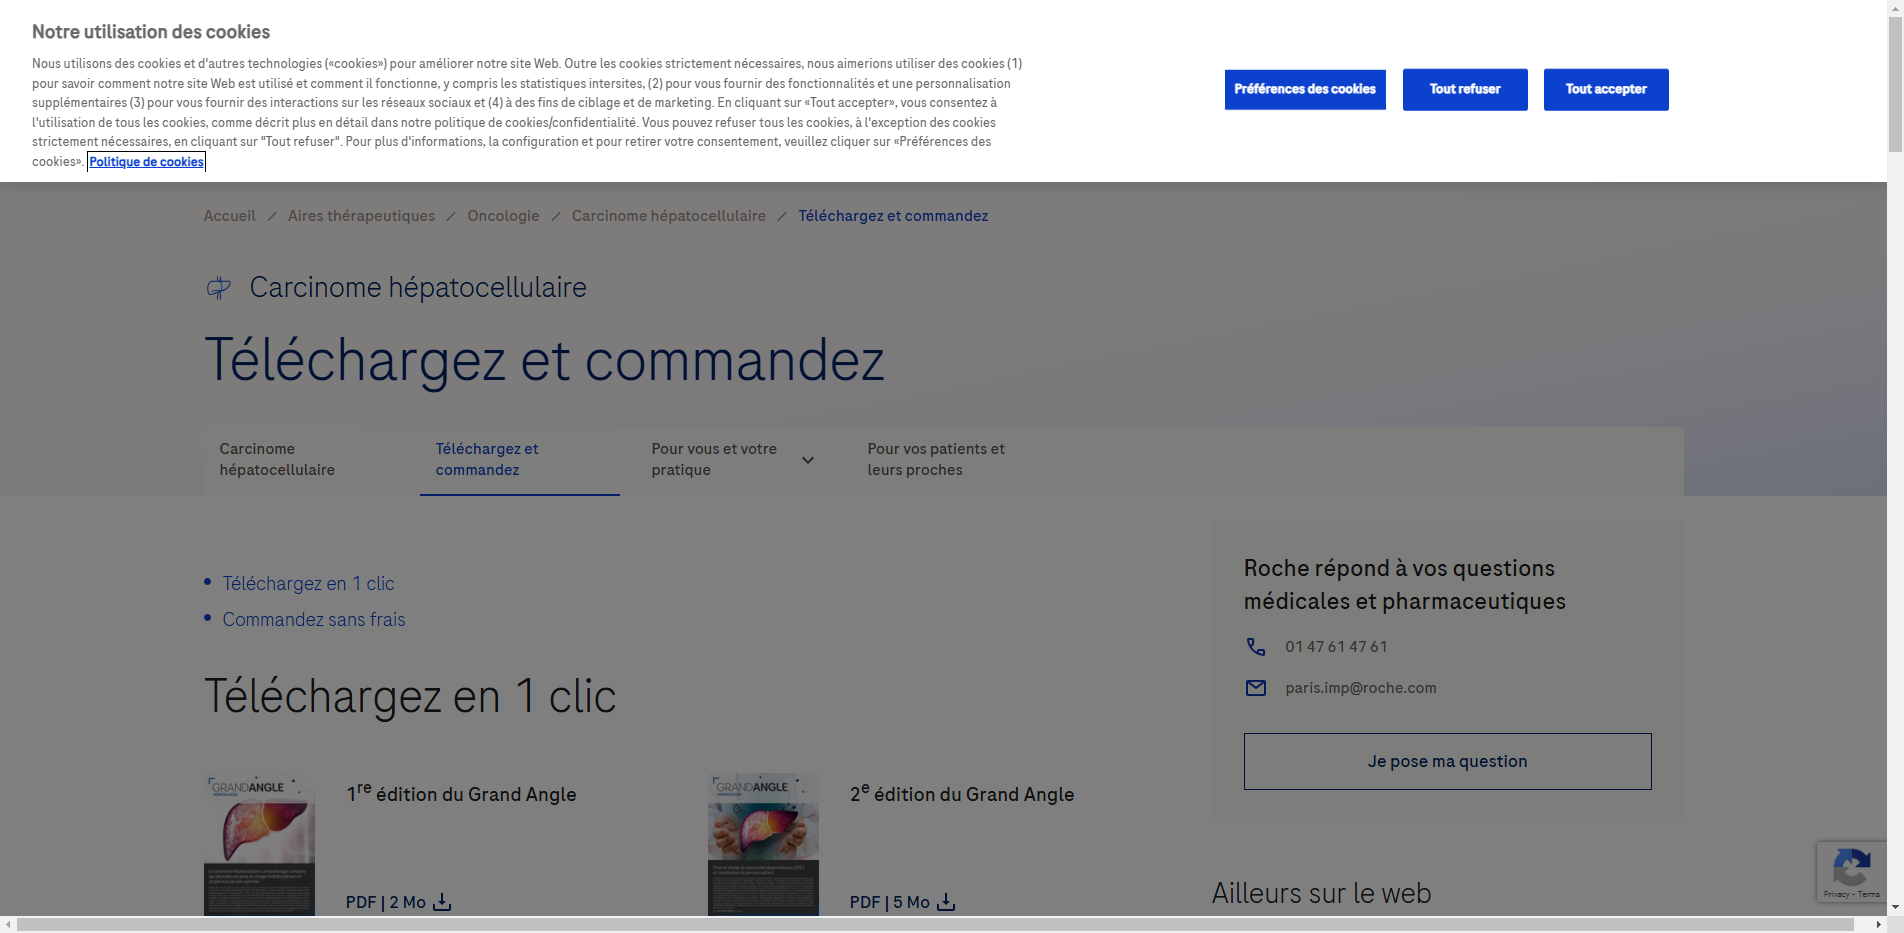 Notre utilisation des cookies
Nous utilisons des cookies et d'autres technologies («cookies») pour améliorer notre site Web. Outre les cookies strictement nécessaires, nous aimerions utiliser des cookies (1)
pour savoir comment notre site Web est utilisé et comment il fonctionne, y compris les statistiques intersites, (2) pour vous fournir des fonctionnalités et une personnalisation
supplémentaires (3) pour vous fournir des interactions sur les réseaux sociaux et (4) à des fins de ciblage et de marketing. En cliquant sur «Tout accepter», vous consentez à
l'utilisation de tous les cookies, comme décrit plus en détail dans notre politique de cookies/confidentialité. Vous pouvez refuser tous les cookies, à l'exception des cookies
strictement nécessaires, en cliquant sur "Tout refuser". Pour plus d'informations, la configuration et pour retirer votre consentement, veuillez cliquer sur «Préférences des
cookies». Politique de cookies
Préférences des cookies
Tout refuser
Tout accepter
Accueil / Aires thérapeutiques / Oncologie / Carcinome hépatocellulaire / Téléchargez et commandez
Carcinome hépatocellulaire
Téléchargez et commandez
Carcinome
hépatocellulaire
Téléchargez et
commandez
Pour vous et votre
pratique
Pour vos patients et
leurs proches
• Téléchargez en 1 clic
• Commandez sans frais
Téléchargez en 1 clic
GRANDANGLE
1re édition du Grand Angle
PDF | 2 Mo
GRANDANGLE
2e édition du Grand Angle
PDF | 5 Mo
Roche répond à vos questions
médicales et pharmaceutiques
01 47 61 47 61
paris.imp@roche.com
Je pose ma question
Ailleurs sur le web
Privacy - Terms